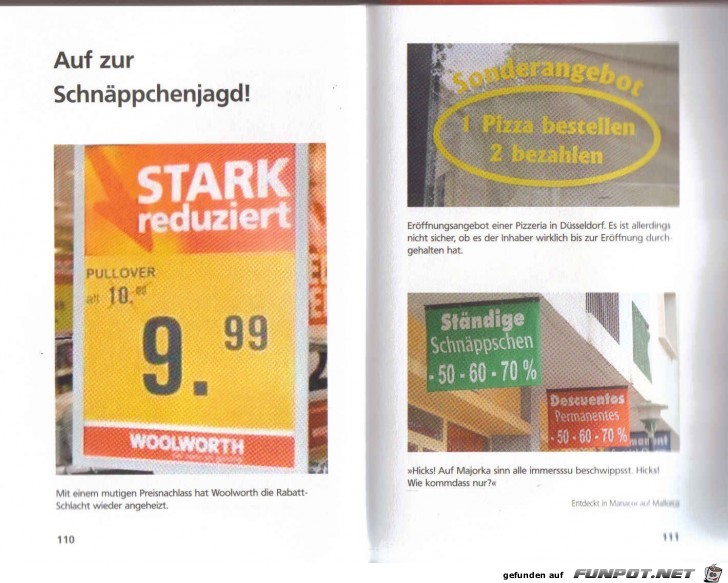 Auf zur
Schnäppchenjagd!
STARK
reduziert
PULLOVER
alt 10.00
9.99
WOOLWORTH
Mit einem mutigen Preisnachlass hat Woolworth die Rabatt-
Schlacht wieder angeheizt.
110
Sonderangebot
1 Pizza bestellen
2 bezahlen
Eröffnungsangebot einer Pizzeria in Düsseldorf. Es ist allerdings
nicht sicher, ob es der Inhaber wirklich bis zur Eröffnung durch-
gehalten hat.
Ständige
Schnäppschen
- 50 - 60 - 70 %
Descuentos
Permanentes
- 50 - 60 - 70 %
»Hicks! Auf Majorka sinn alle immersssu beschwippsst. Hicks!
Wie kommdass nur?«
Entdeckt in Manacor auf Mallorca
111
gefunden auf FUNPOT.NET